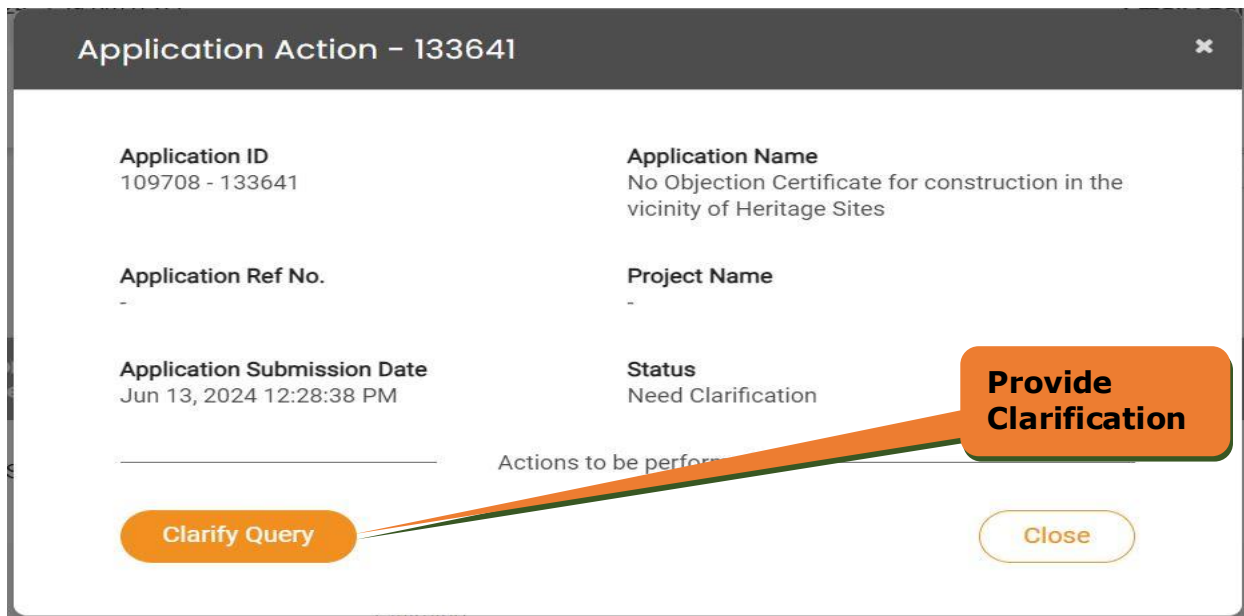 Application Action - 133641 ✖
Application ID
109708 - 133641
Application Name
No Objection Certificate for construction in the
vicinity of Heritage Sites
Application Ref No.
-
Project Name
-
Application Submission Date
Jun 13, 2024 12:28:38 PM
Status
Need Clarification
Provide
Clarification
Actions to be
Clarify Query
Close